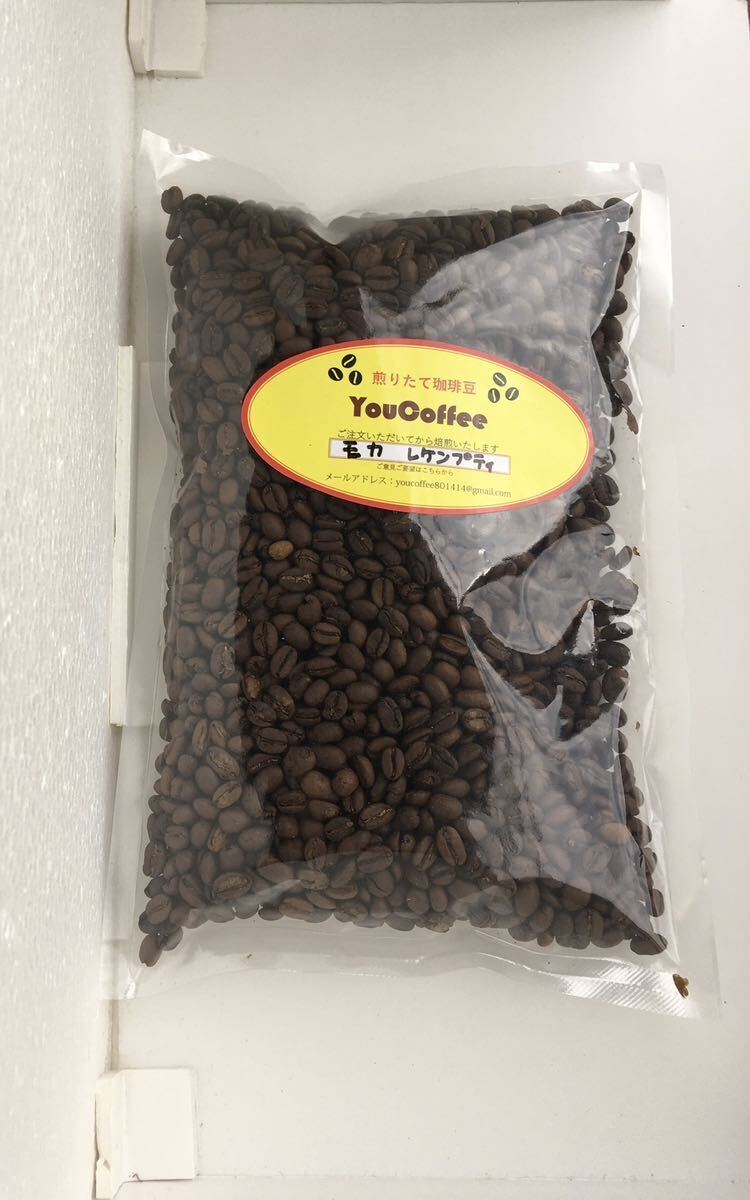 煎りたて珈琲豆
YouCoffee
ご注文いただいてから焙煎いたします
モカ レケンプティ
ご意見ご要望はこちらから
メールアドレス：youcoffee801414@gmail.com